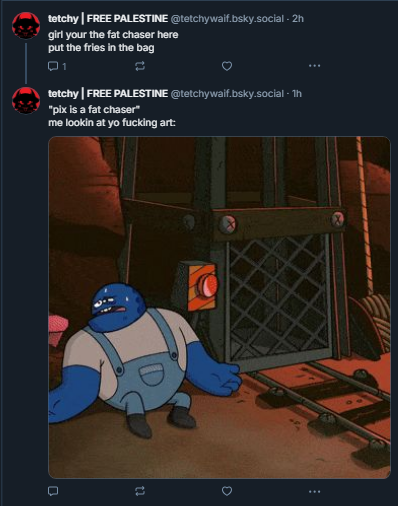 tetchy | FREE PALESTINE @tetchywaif.bsky.social · 2h
girl your the fat chaser here
put the fries in the bag
1
tetchy | FREE PALESTINE @tetchywaif.bsky.social · 1h
"pix is a fat chaser"
me lookin at yo fucking art: